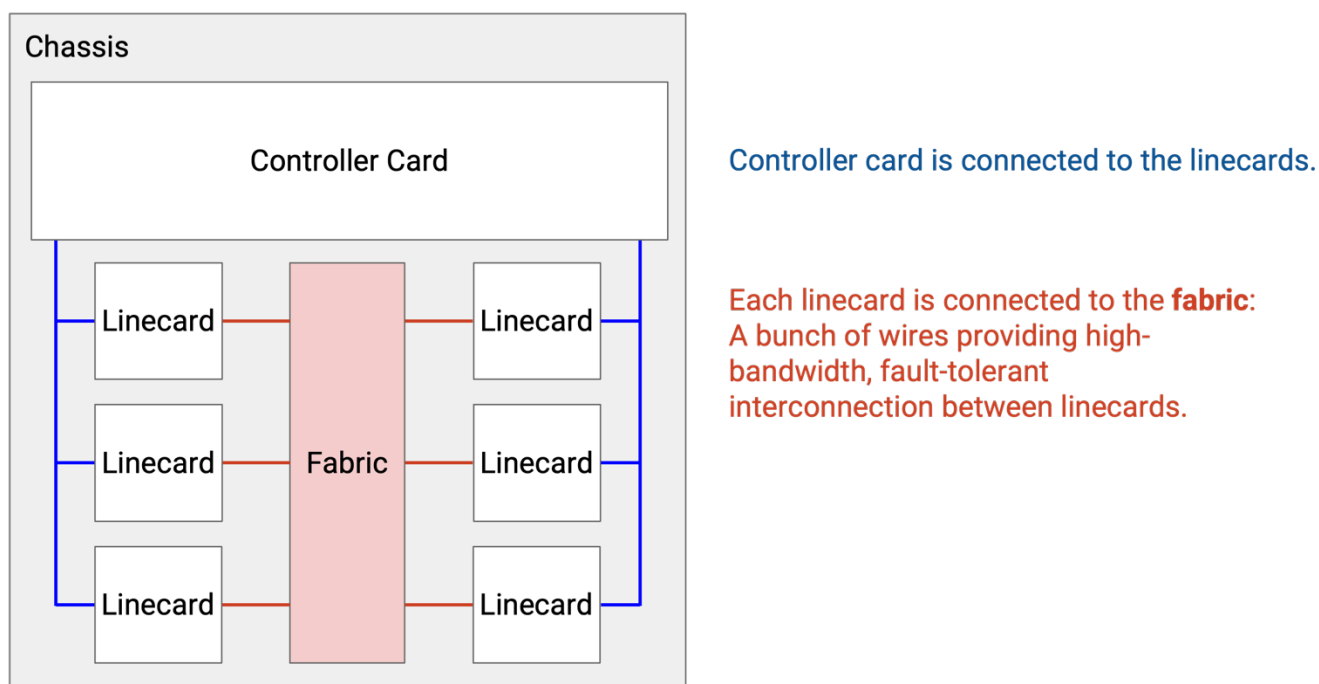 Chassis
Controller Card
Controller card is connected to the linecards.
Linecard
Linecard
Each linecard is connected to the fabric:
A bunch of wires providing high-
bandwidth, fault-tolerant
interconnection between linecards.
Linecard
Fabric
Linecard
Linecard
Linecard